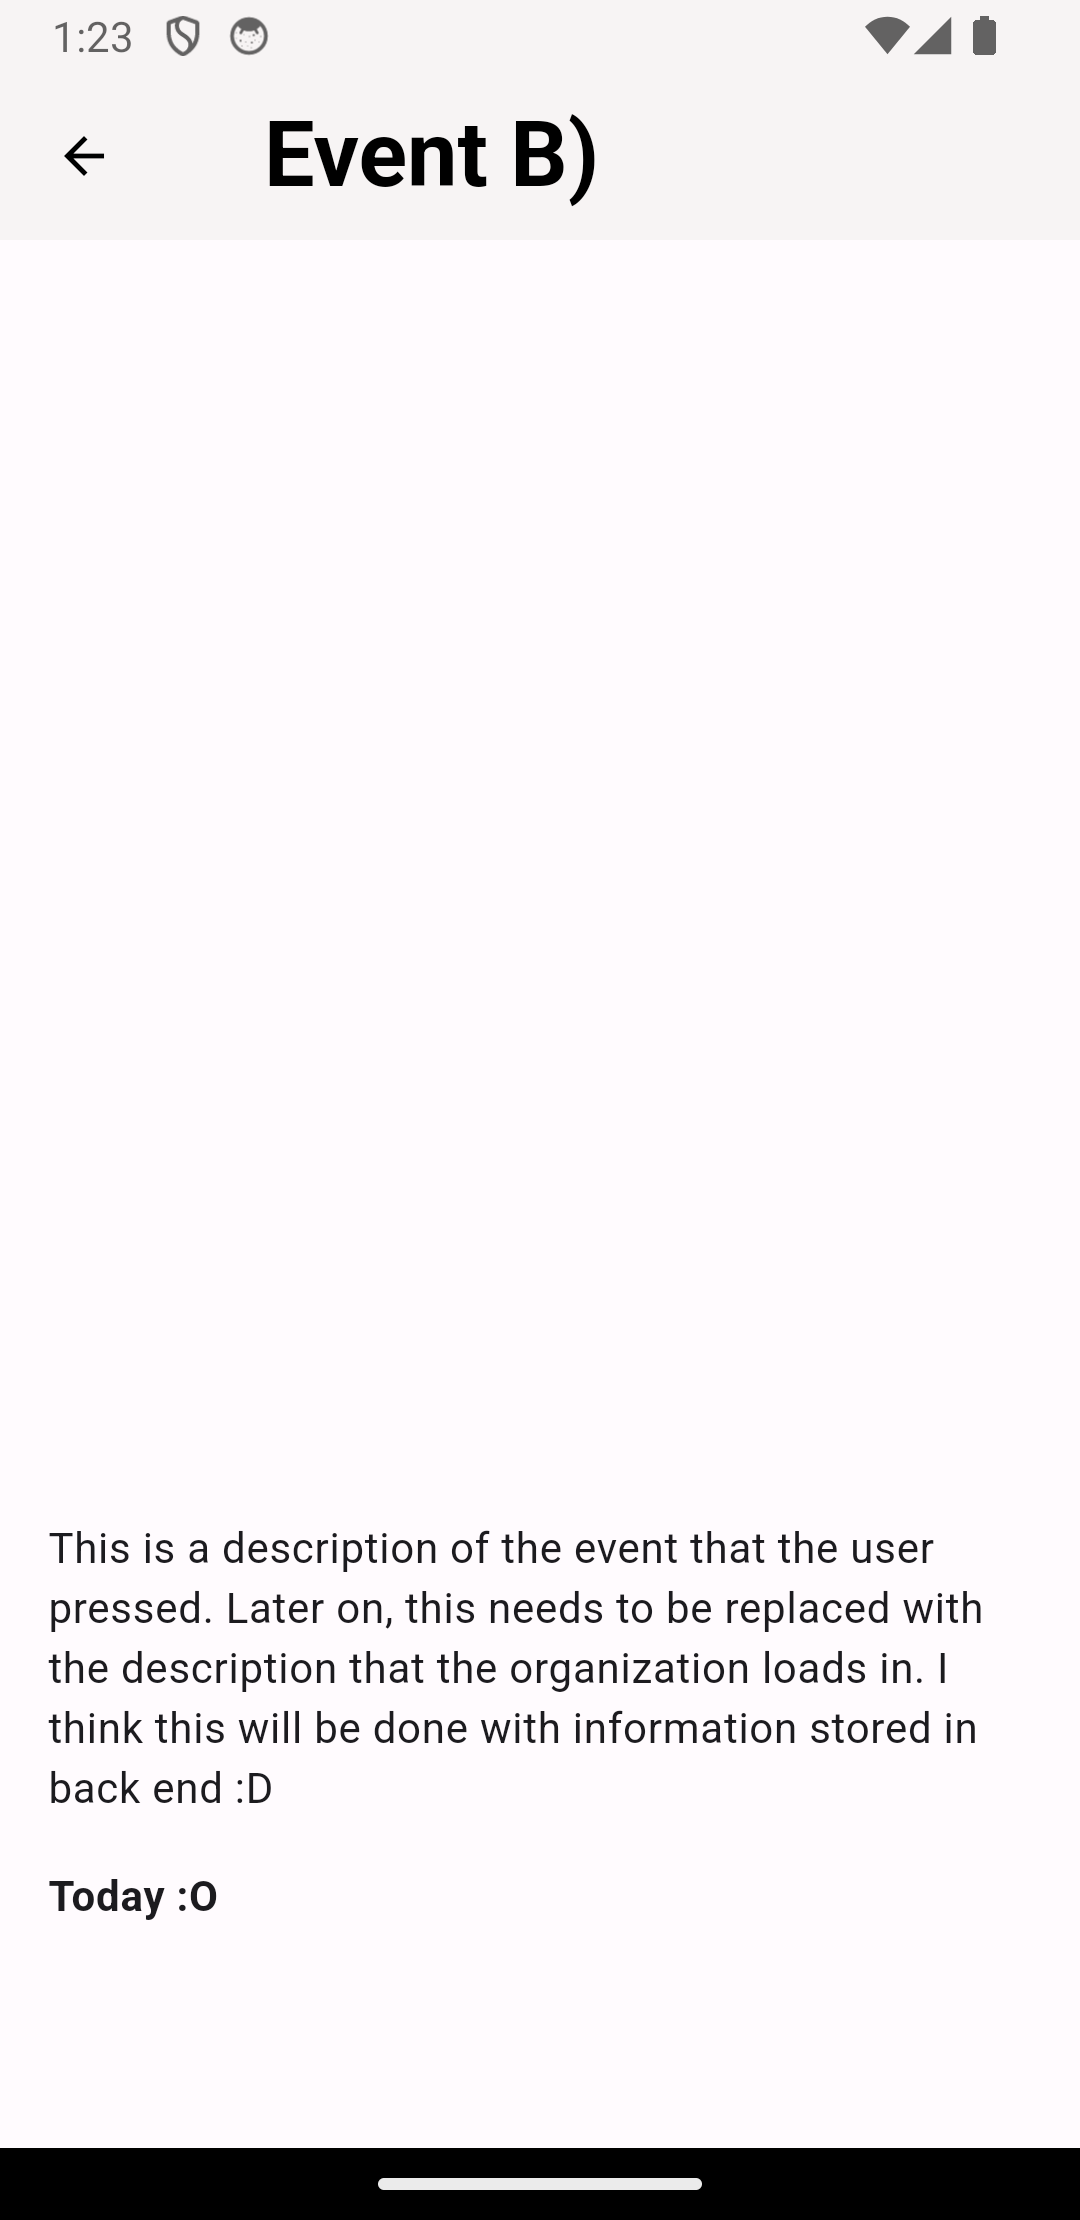 1:23
Event B)
This is a description of the event that the user
pressed. Later on, this needs to be replaced with
the description that the organization loads in. I
think this will be done with information stored in
back end :D
Today :O